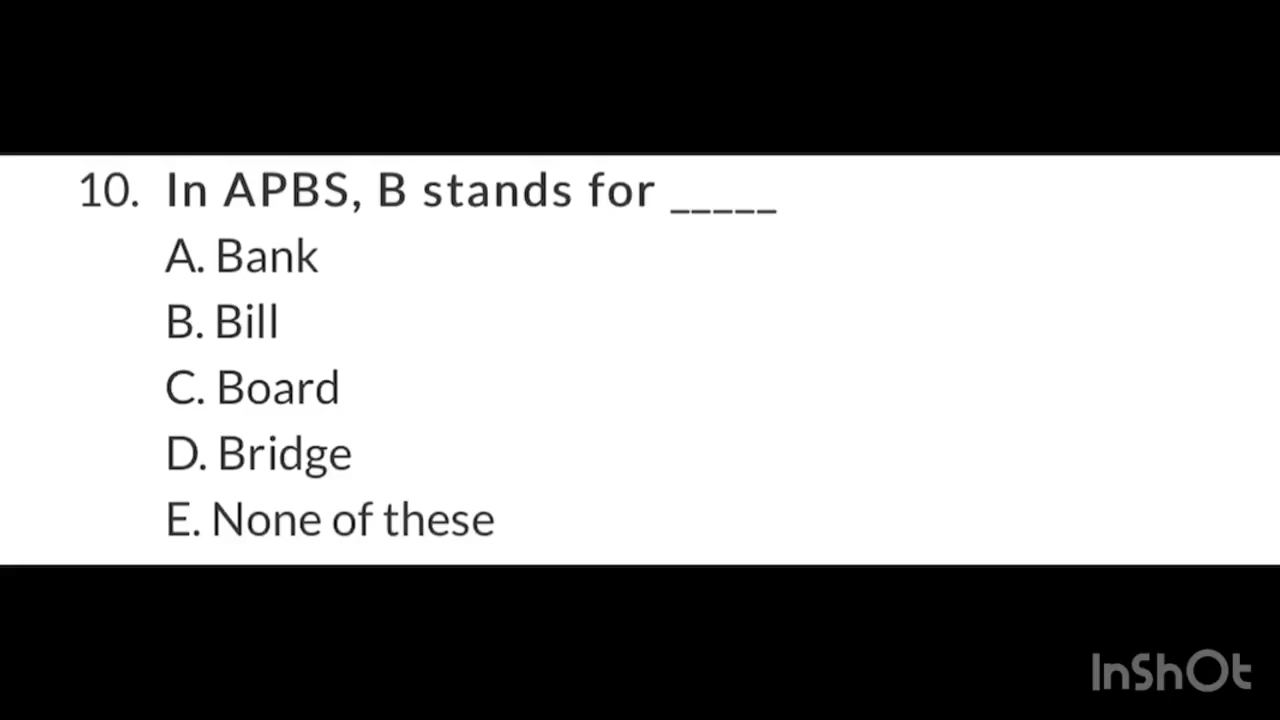 10. In APBS, B stands for _____
A. Bank
B. Bill
C. Board
D. Bridge
E. None of these
InShOt